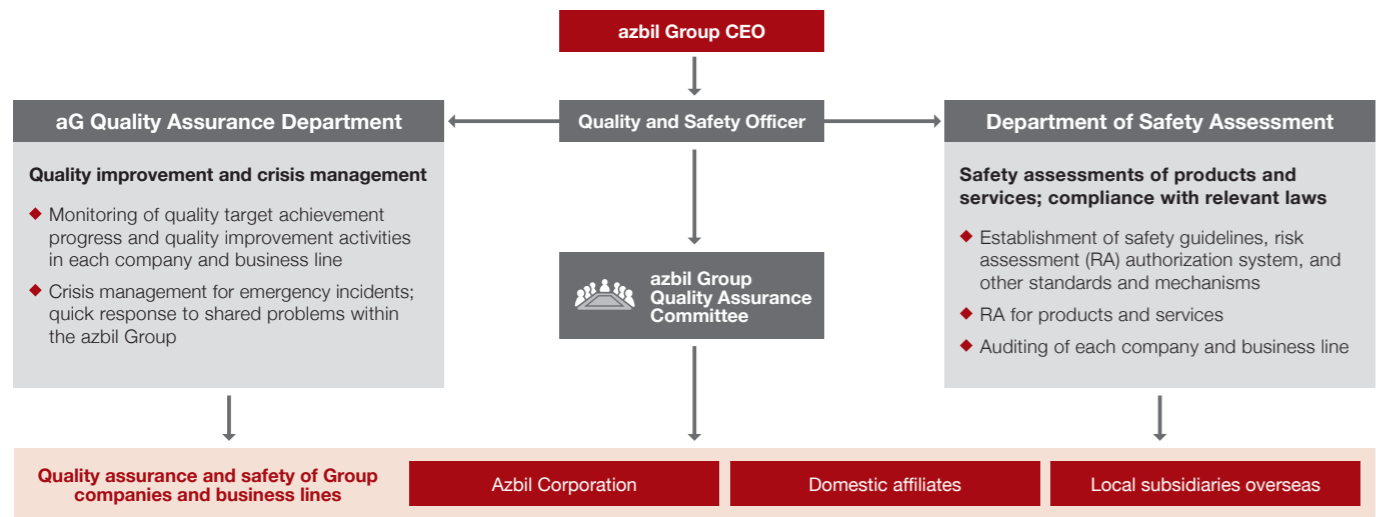 azbil Group CEO
aG Quality Assurance Department
Quality improvement and crisis management
Monitoring of quality target achievement
progress and quality improvement activities
in each company and business line
Crisis management for emergency incidents;
quick response to shared problems within
the azbil Group
Quality and Safety Officer
azbil Group
Quality Assurance
Committee
Department of Safety Assessment
Safety assessments of products and
services; compliance with relevant laws
Establishment of safety guidelines, risk
assessment (RA) authorization system, and
other standards and mechanisms
RA for products and services
Auditing of each company and business line
Quality assurance and safety of Group
companies and business lines
Azbil Corporation
Domestic affiliates
Local subsidiaries overseas